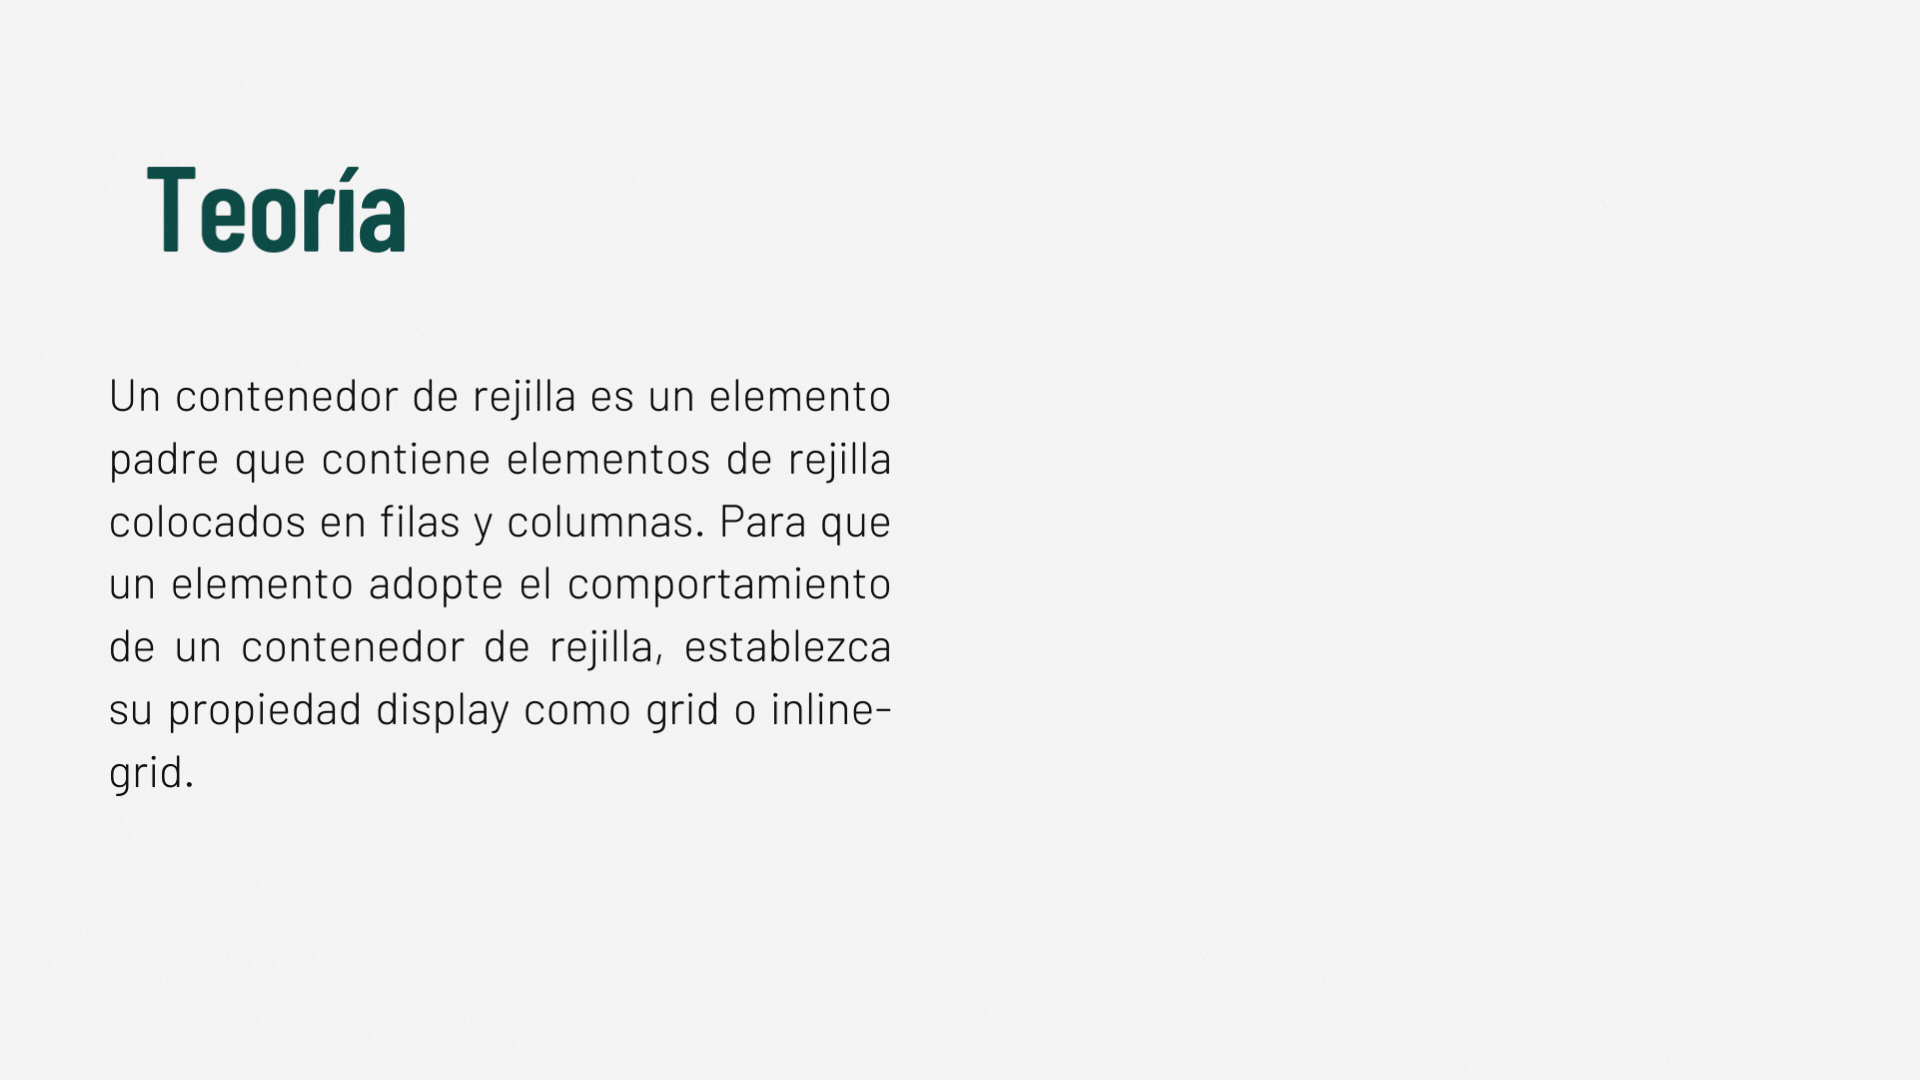 Teoría
Un contenedor de rejilla es un elemento
padre que contiene elementos de rejilla
colocados en filas y columnas. Para que
un elemento adopte el comportamiento
de un contenedor de rejilla, establezca
su propiedad display como grid o inline-
grid.